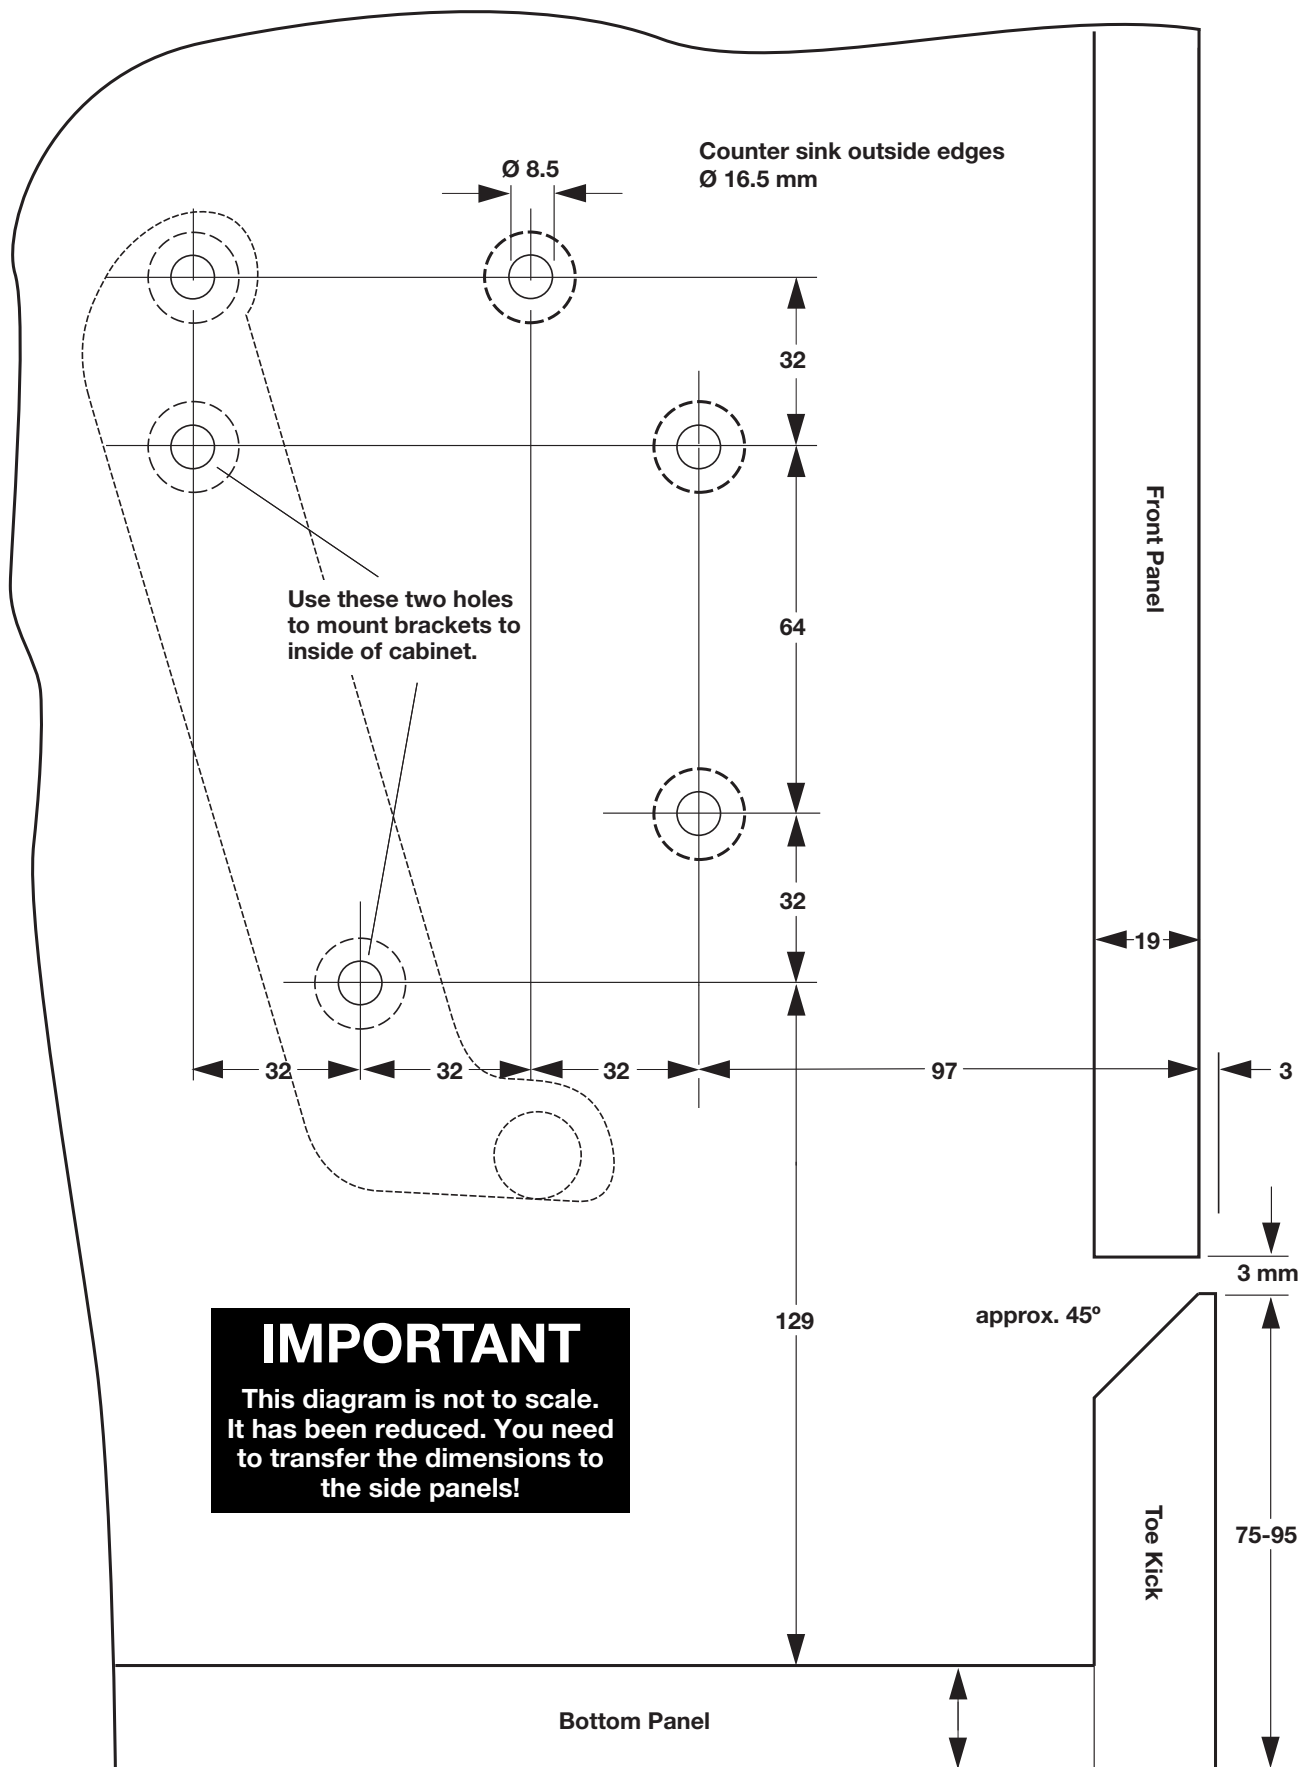 Counter sink outside edges
Ø 16.5 mm
Ø 8.5
32
Use these two holes
to mount brackets to
inside of cabinet.
64
Front Panel
32
19
32
32
32
97
3
3 mm
129
approx. 45º
IMPORTANT
This diagram is not to scale.
It has been reduced. You need
to transfer the dimensions to
the side panels!
75-95
Toe Kick
Bottom Panel